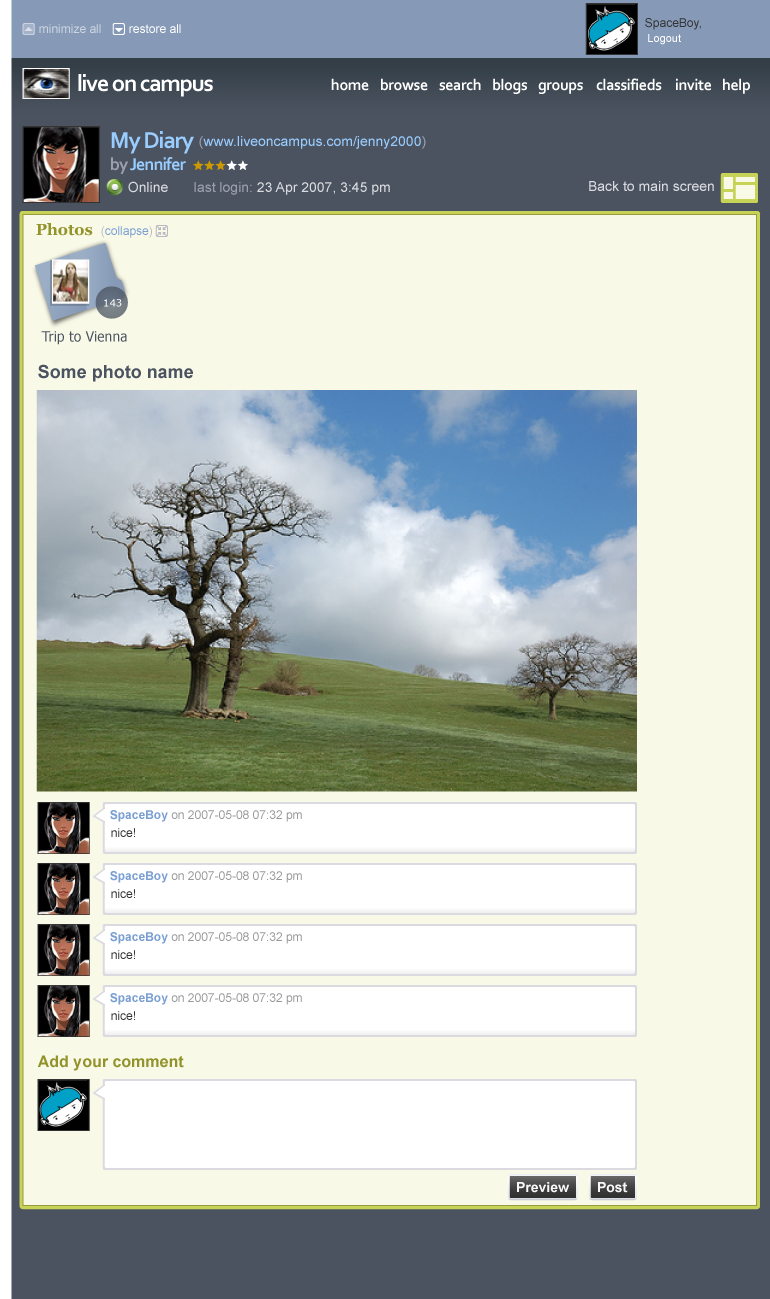 minimize all restore all
SpaceBoy,
Logout
live on campus
home browse search blogs groups classifieds invite help
My Diary (www.liveoncampus.com/jenny2000)
by Jennifer
Online last login: 23 Apr 2007, 3:45 pm
Back to main screen
Photos (collapse)
143
Trip to Vienna
Some photo name
SpaceBoy on 2007-05-08 07:32 pm
nice!
SpaceBoy on 2007-05-08 07:32 pm
nice!
SpaceBoy on 2007-05-08 07:32 pm
nice!
SpaceBoy on 2007-05-08 07:32 pm
nice!
Add your comment
Preview Post